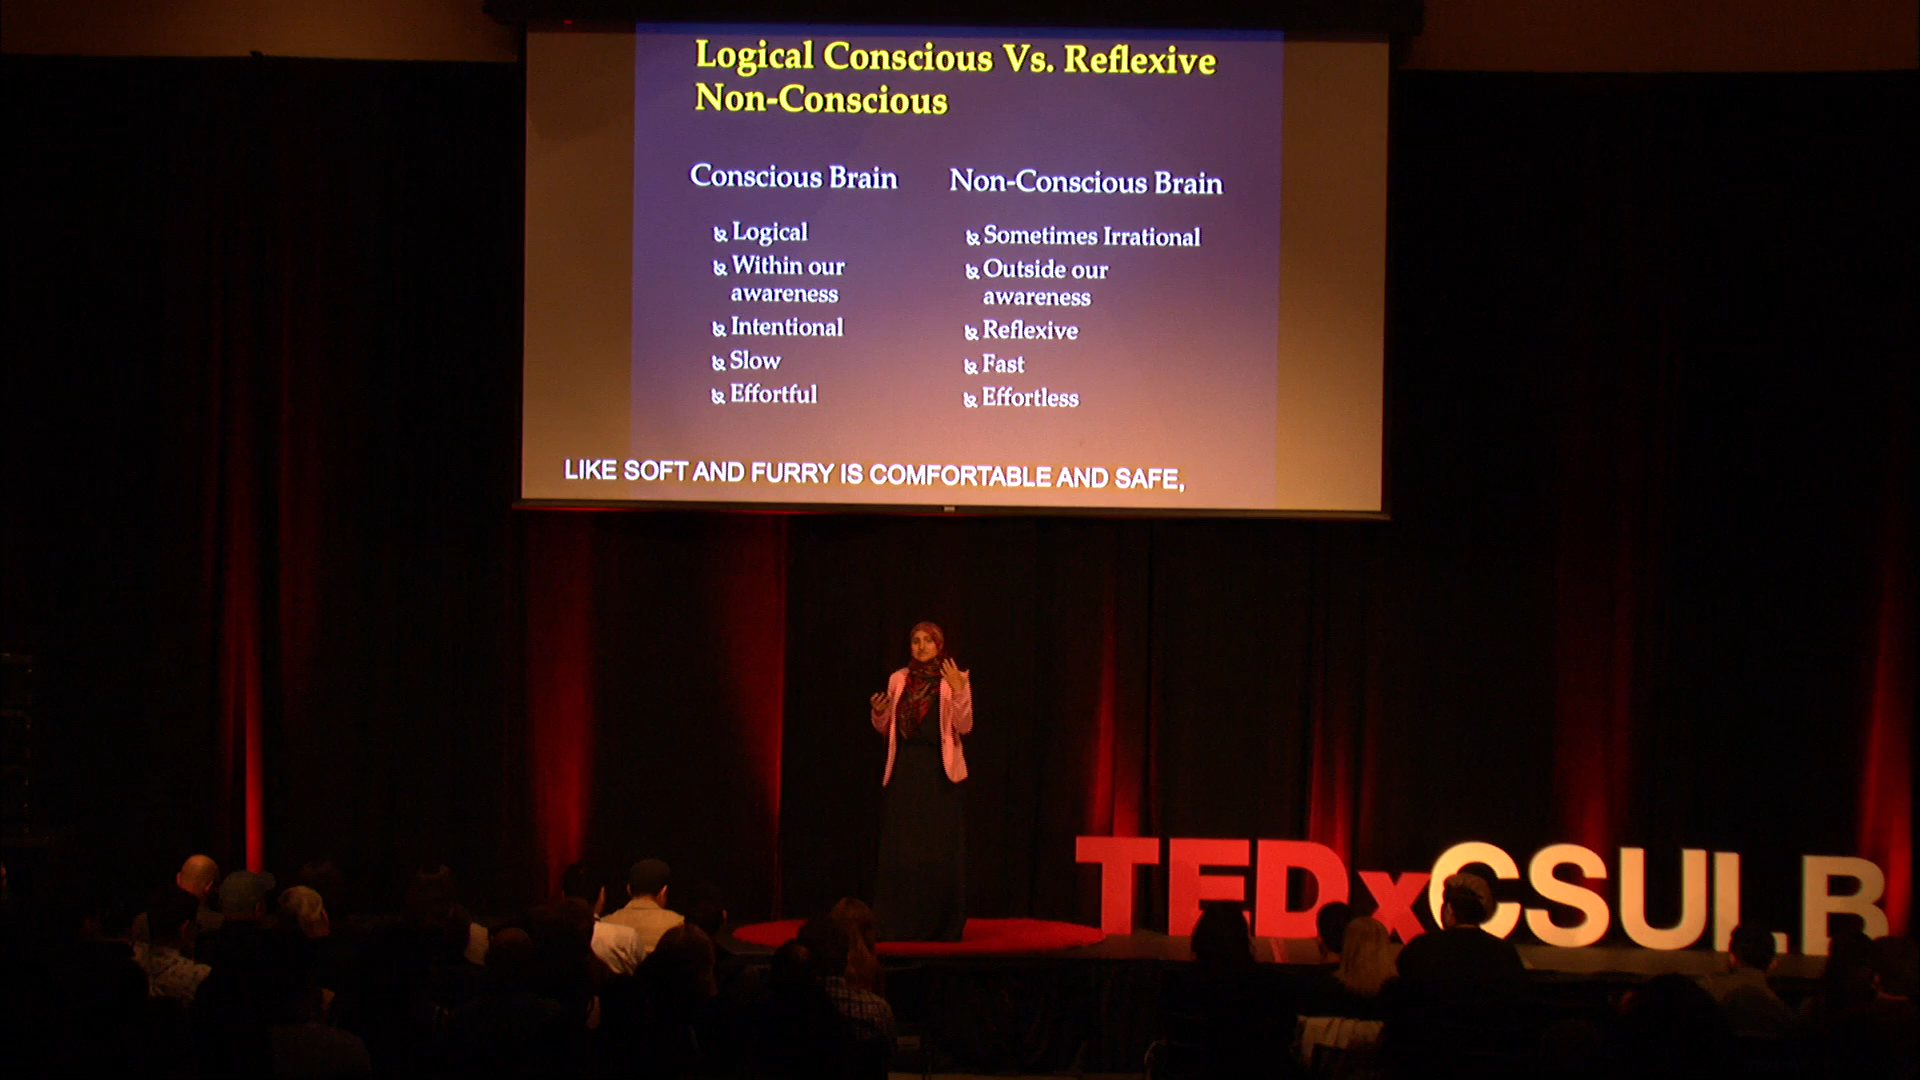 Logical Conscious Vs. Reflexive
Non-Conscious
Conscious Brain
Logical
Within our
awareness
Intentional
Slow
Effortful
Non-Conscious Brain
Sometimes Irrational
Outside our
awareness
Reflexive
Fast
Effortless
LIKE SOFT AND FURRY IS COMFORTABLE AND SAFE,
TEDxCSULB